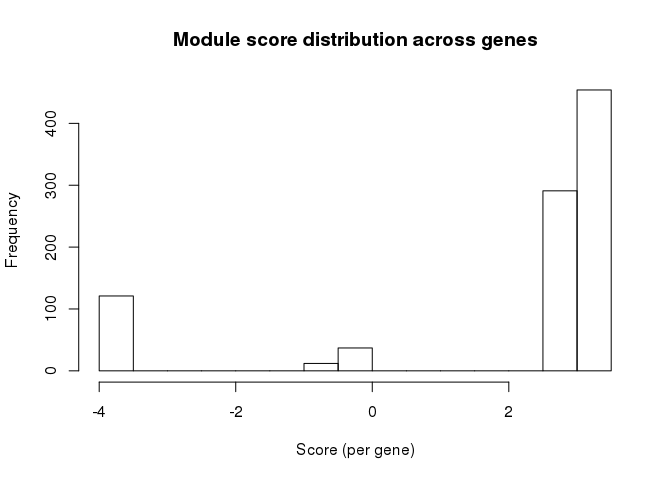 Module score distribution across genes
Frequency
400
300
200
100
0
-4 -2 0 2
Score (per gene)